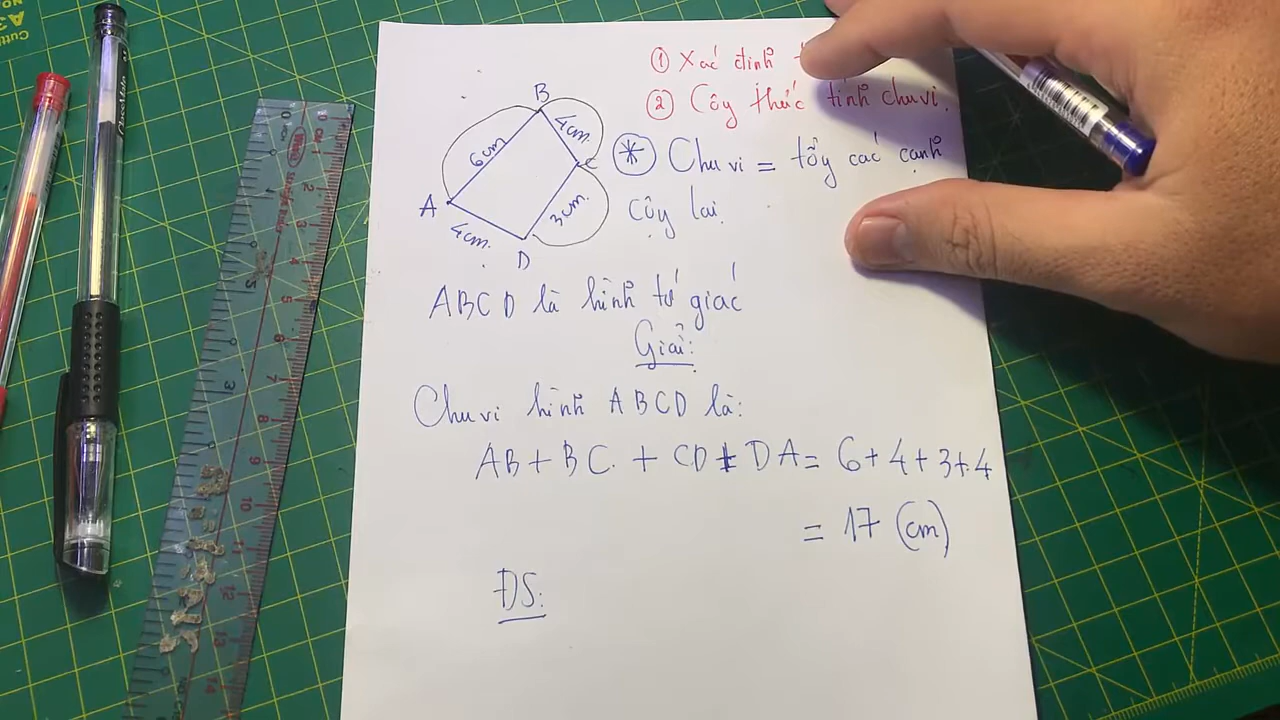 ① Xác định
② Công thức tính chu vi.
B
4cm.
6cm
C
A
3cm.
4cm.
D
* Chu vi = tổng các cạnh
cộng lại.
ABCD là hình tứ giác
Giải:
Chu vi hình ABCD là:
AB + BC + CD + DA = 6 + 4 + 3 + 4
= 17 (cm)
ĐS: